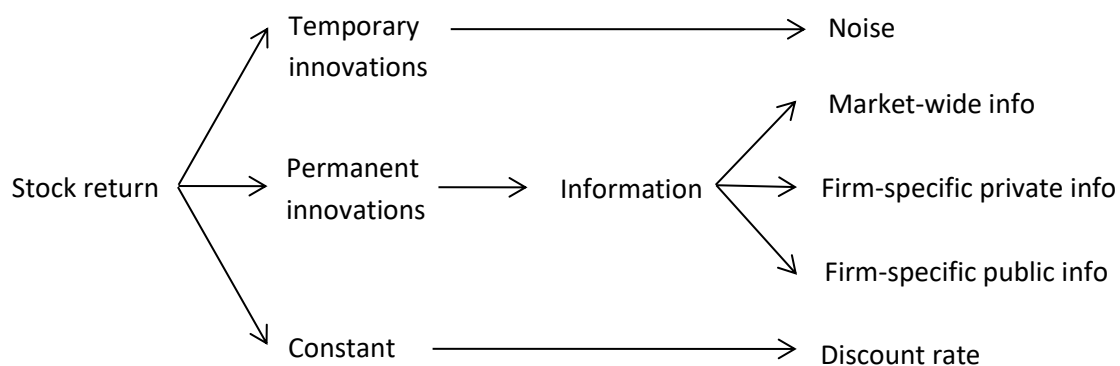 Temporary
innovations
Noise
Market-wide info
Stock return
Permanent
innovations
Information
Firm-specific private info
Firm-specific public info
Constant
Discount rate